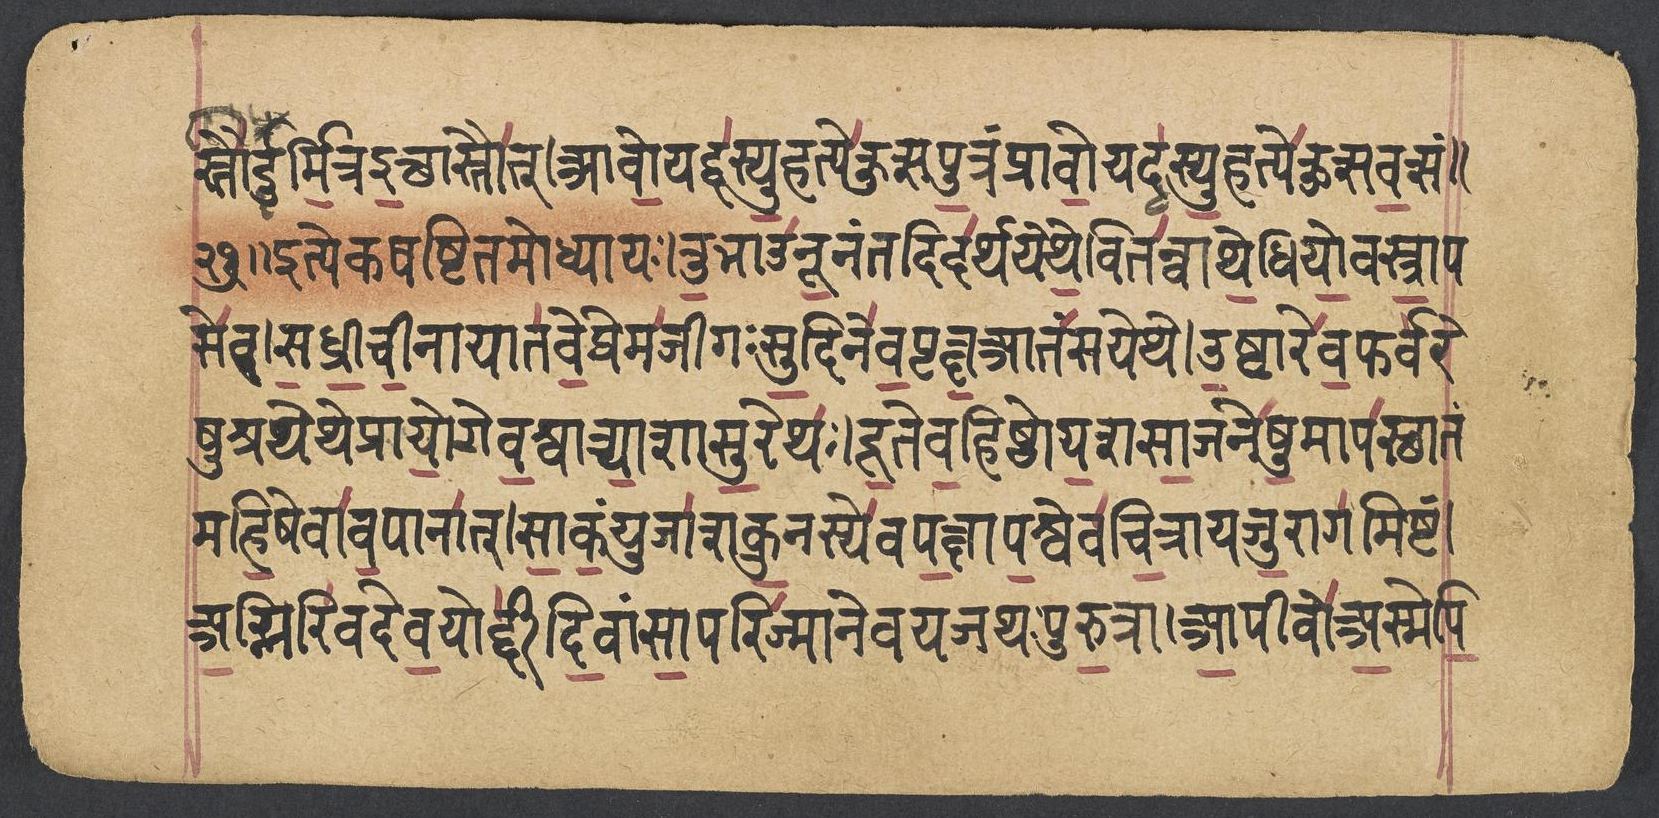 स्तौर्दुर्मित्रइत्थास्तौत्।आवोयद्दस्युहत्येकुत्सपुत्रंप्रावोयद्दस्युहत्येकुत्सवत्सं॥
२७॥इत्येकषष्टितमोध्यायः।उभाउनूनंतदिदर्थयेथेवितन्वाथेधियोवस्त्राप
सेव।सध्रीचीनायातवेप्रेमजीगःसुदिनेवपृक्षआतंसयेथे।उष्टारेवफर्वरे
षुश्रयेथेप्रायोगेवश्वात्र्याशासुरेथः।दूतेवहिष्ठोयशसाजनेषुमापस्थातं
महिषेवावपानात्।साकंयुजाशकुनस्येवपक्षापश्वेवचित्रायजुरागमिष्टं।
अग्निरिवदेवयोर्दीदिवांसापरिज्मानेवयजथःपुरुत्रा।आपीवोअस्मेपि